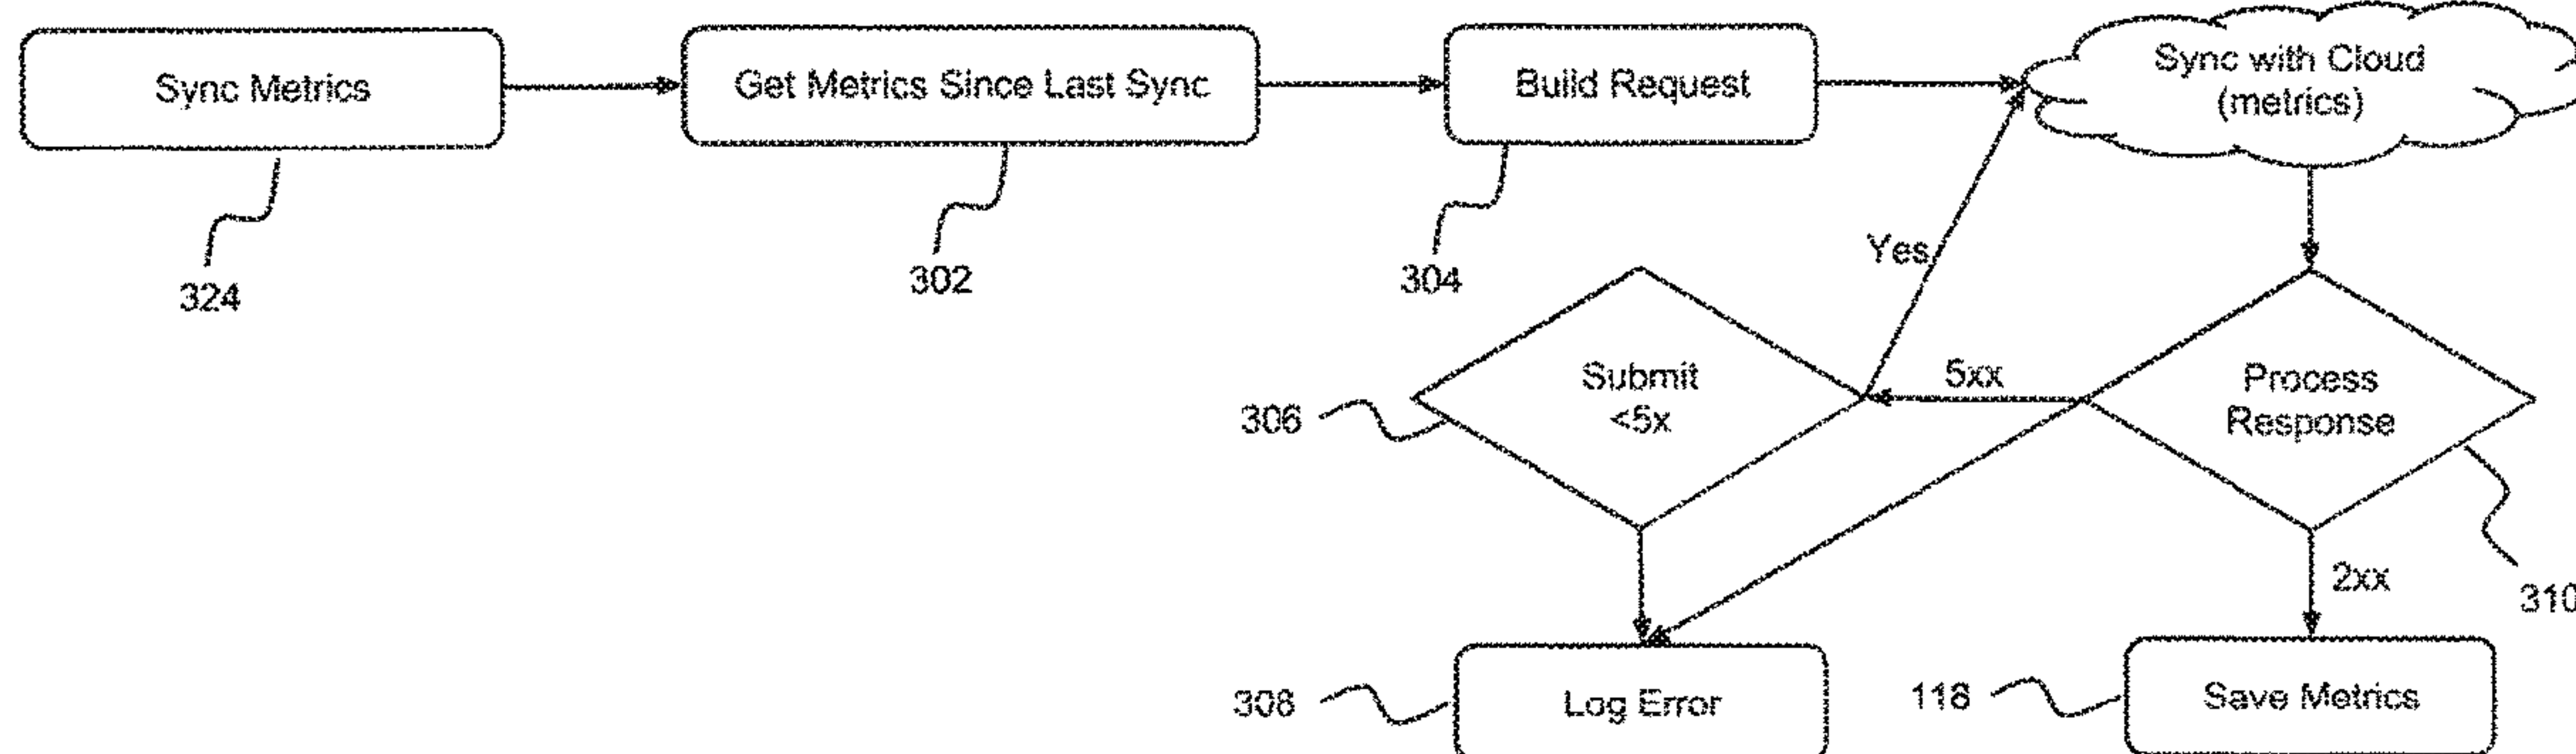 Sync Metrics
Get Metrics Since Last Sync
Build Request
Sync with Cloud
(metrics)
324
302
304
Yes
306
Submit
<5x
5xx
Process
Response
2xx
310
308
Log Error
118
Save Metrics